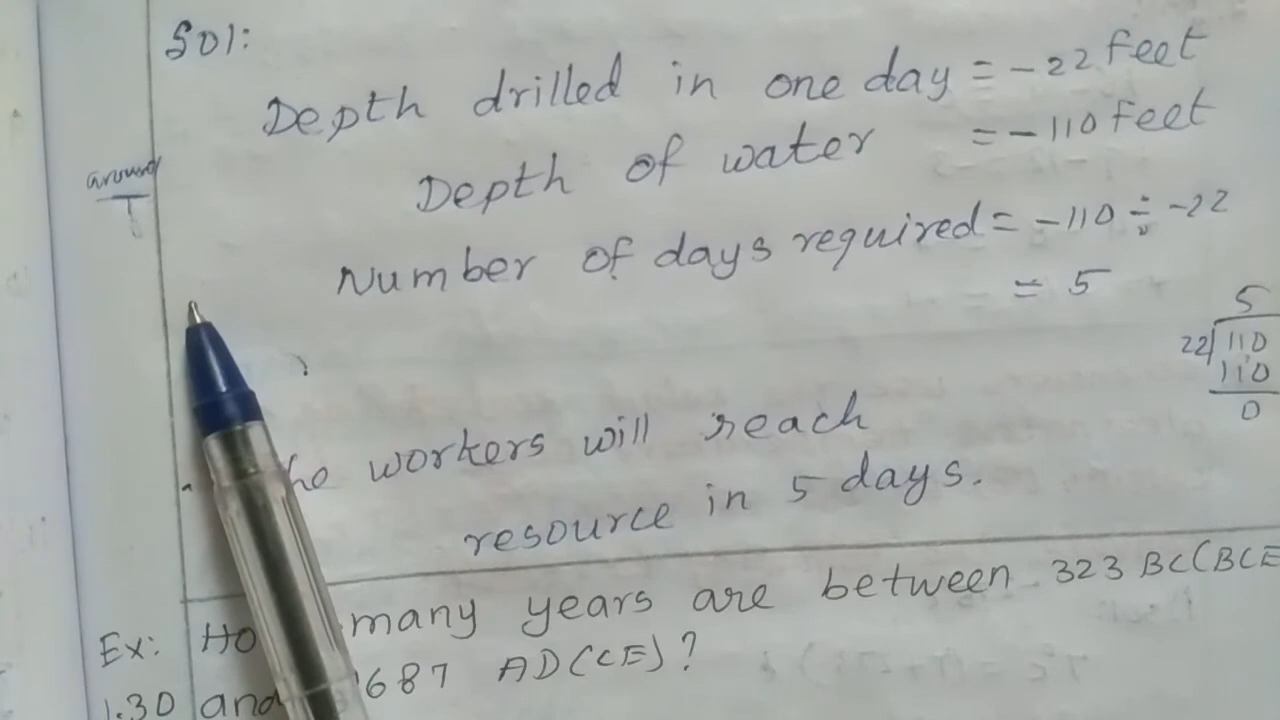 Sol:
Depth drilled in one day = -22 feet
Depth of water = -110 feet
around
Number of days required = -110 ÷ -22
= 5
5
22 110
110
0
workers will reach
resource in 5 days.
Ex: many years are between 323 BC(BCE
1.30 and 687 AD(CE)?